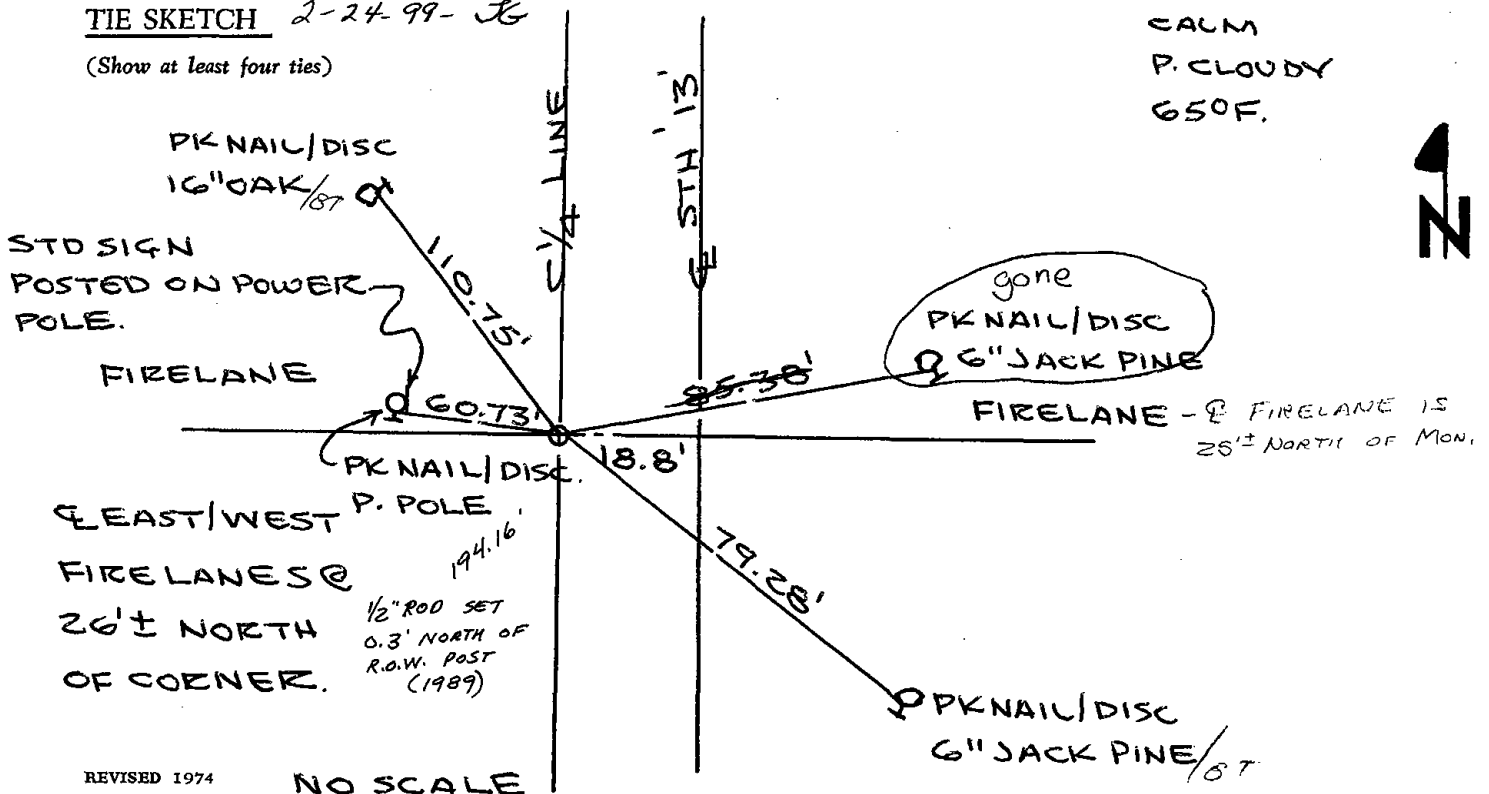 TIE SKETCH 2-24-99- JG
(Show at least four ties)
CALM
P. CLOUDY
65°F.
N
PK NAIL/DISC
16" OAK/BT
110.75'
C 1/4 LINE
℄ STH '13'
STD SIGN
POSTED ON POWER
POLE.
FIRELANE
60.73'
gone
PK NAIL/DISC
6" JACK PINE
85.38'
FIRELANE - ℄ FIRELANE IS
25'± NORTH OF MON.
18.8'
PK NAIL/DISC.
P. POLE
℄ EAST/WEST
FIRELANES @
26'± NORTH
OF CORNER.
194.16'
1/2" ROD SET
0.3' NORTH OF
R.O.W. POST
(1989)
79.28'
PK NAIL/DISC
6" JACK PINE/BT
REVISED 1974
NO SCALE